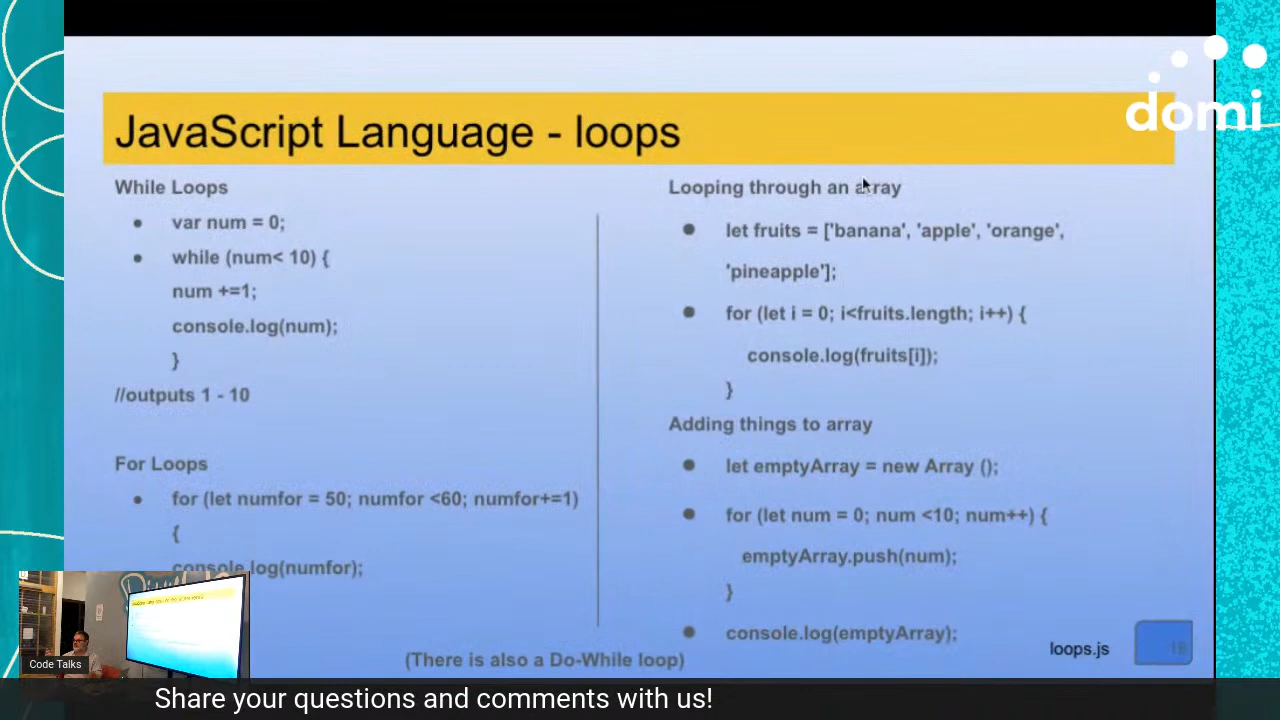 domi
JavaScript Language - loops
While Loops
var num = 0;
while (num< 10) {
num +=1;
console.log(num);
}
//outputs 1 - 10
For Loops
for (let numfor = 50; numfor <60; numfor+=1)
{
console.log(numfor);
Looping through an array
let fruits = ['banana', 'apple', 'orange',
'pineapple'];
for (let i = 0; i<fruits.length; i++) {
console.log(fruits[i]);
}
Adding things to array
let emptyArray = new Array ();
for (let num = 0; num <10; num++) {
emptyArray.push(num);
}
console.log(emptyArray);
(There is also a Do-While loop)
loops.js
Code Talks
Share your questions and comments with us!